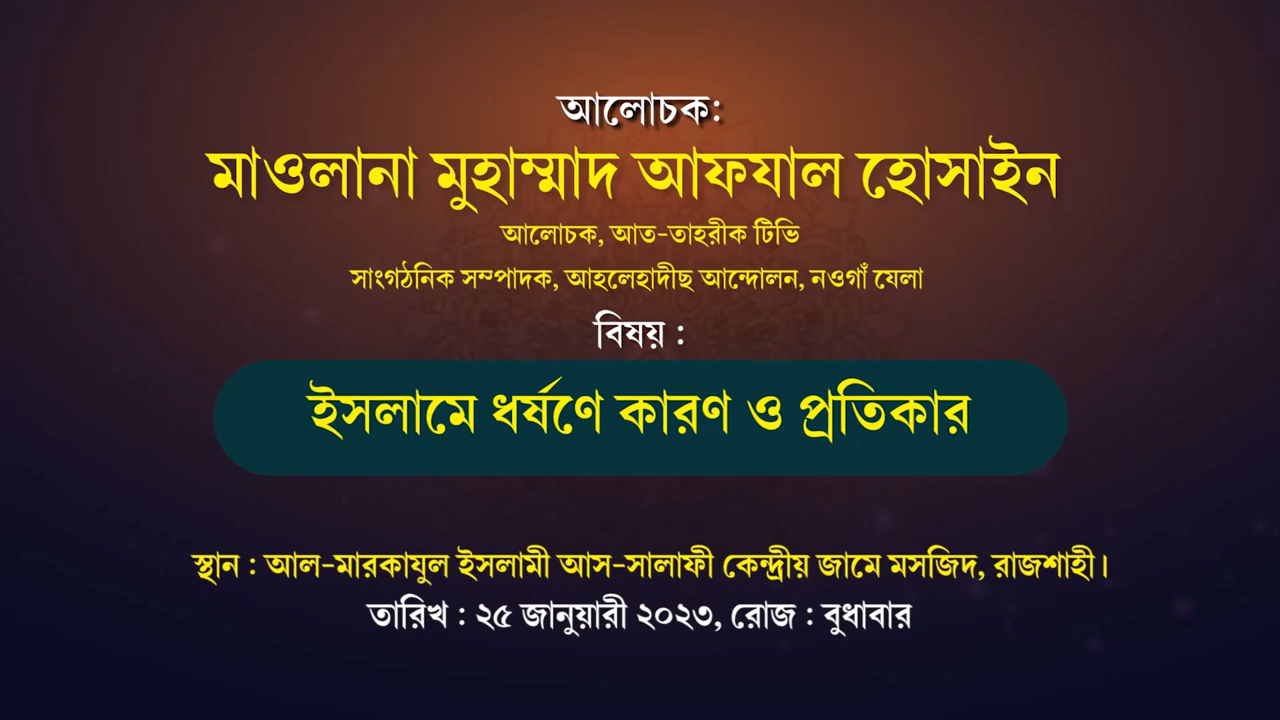 আলোচক:
মাওলানা মুহাম্মাদ আফযাল হোসাইন
আলোচক, আত-তাহরীক টিভি
সাংগঠনিক সম্পাদক, আহলেহাদীছ আন্দোলন, নওগাঁ যেলা
বিষয় :
ইসলামে ধর্ষণে কারণ ও প্রতিকার
স্থান : আল-মারকাযুল ইসলামী আস-সালাফী কেন্দ্রীয় জামে মসজিদ, রাজশাহী।
তারিখ : ২৫ জানুয়ারী ২০২৩, রোজ : বুধাবার